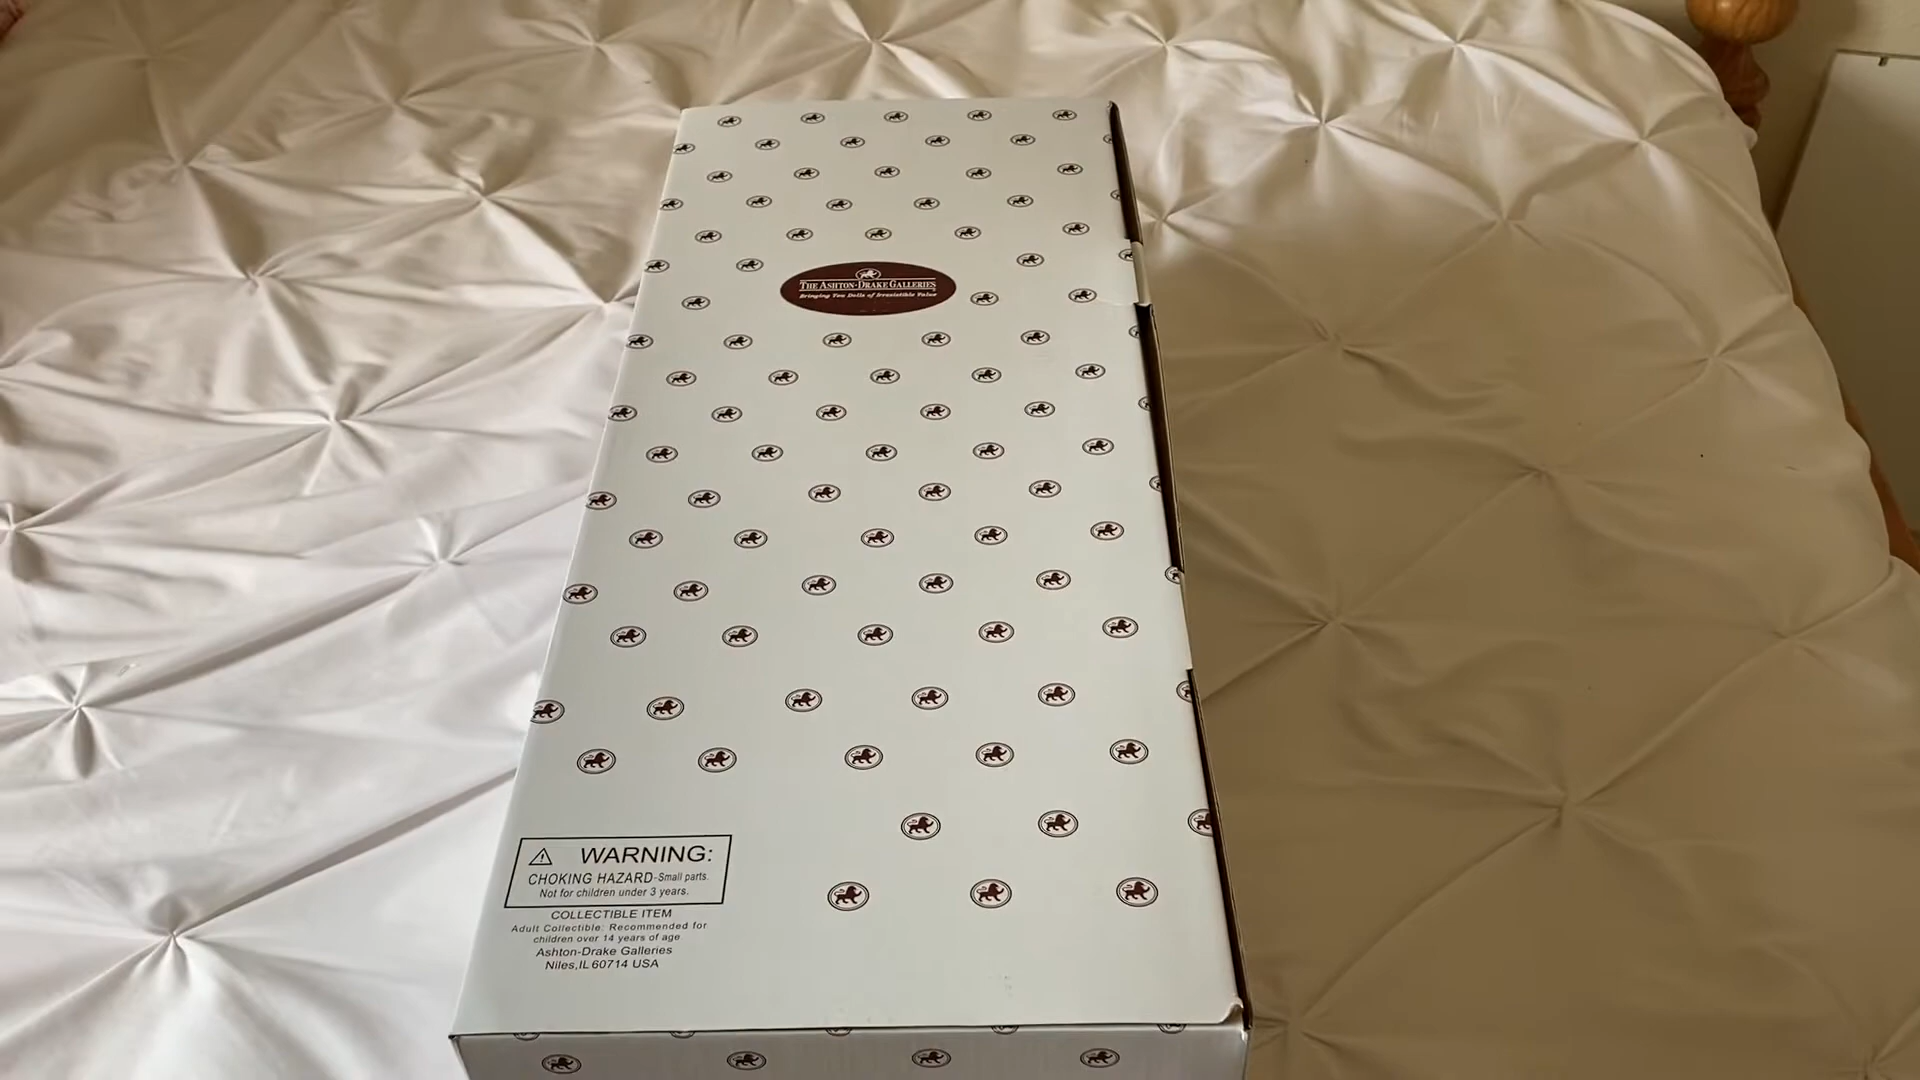 THE ASHTON-DRAKE GALLERIES
Bringing You Dolls of Irresistible Value
WARNING:
CHOKING HAZARD-Small parts.
Not for children under 3 years.
COLLECTIBLE ITEM
Adult Collectible: Recommended for
children over 14 years of age
Ashton-Drake Galleries
Niles,IL 60714 USA